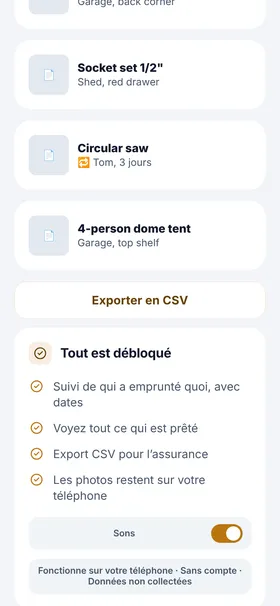 Garage, back corner
Socket set 1/2"
Shed, red drawer
Circular saw
🔁 Tom, 3 jours
4-person dome tent
Garage, top shelf
Exporter en CSV
Tout est débloqué
Suivi de qui a emprunté quoi, avec
dates
Voyez tout ce qui est prêté
Export CSV pour l’assurance
Les photos restent sur votre
téléphone
Sons
Fonctionne sur votre téléphone · Sans compte ·
Données non collectées